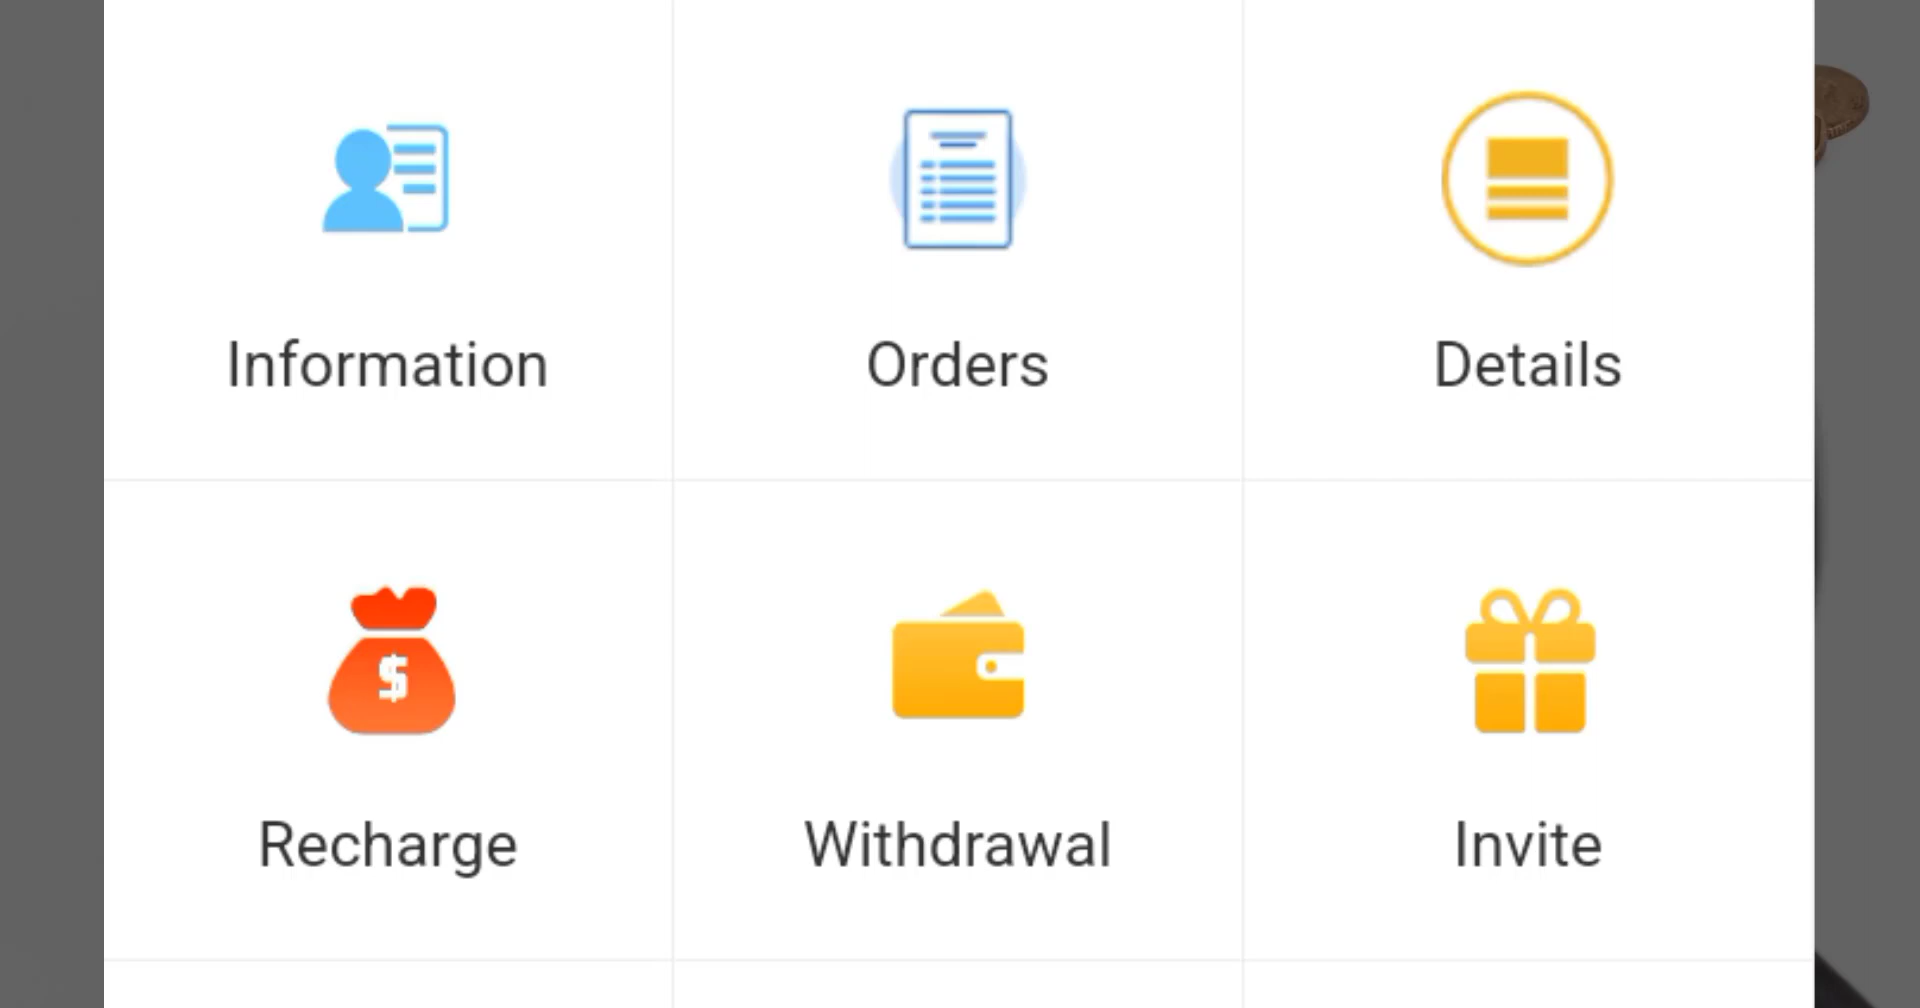 Information
Orders
Details
$
Recharge
Withdrawal
Invite